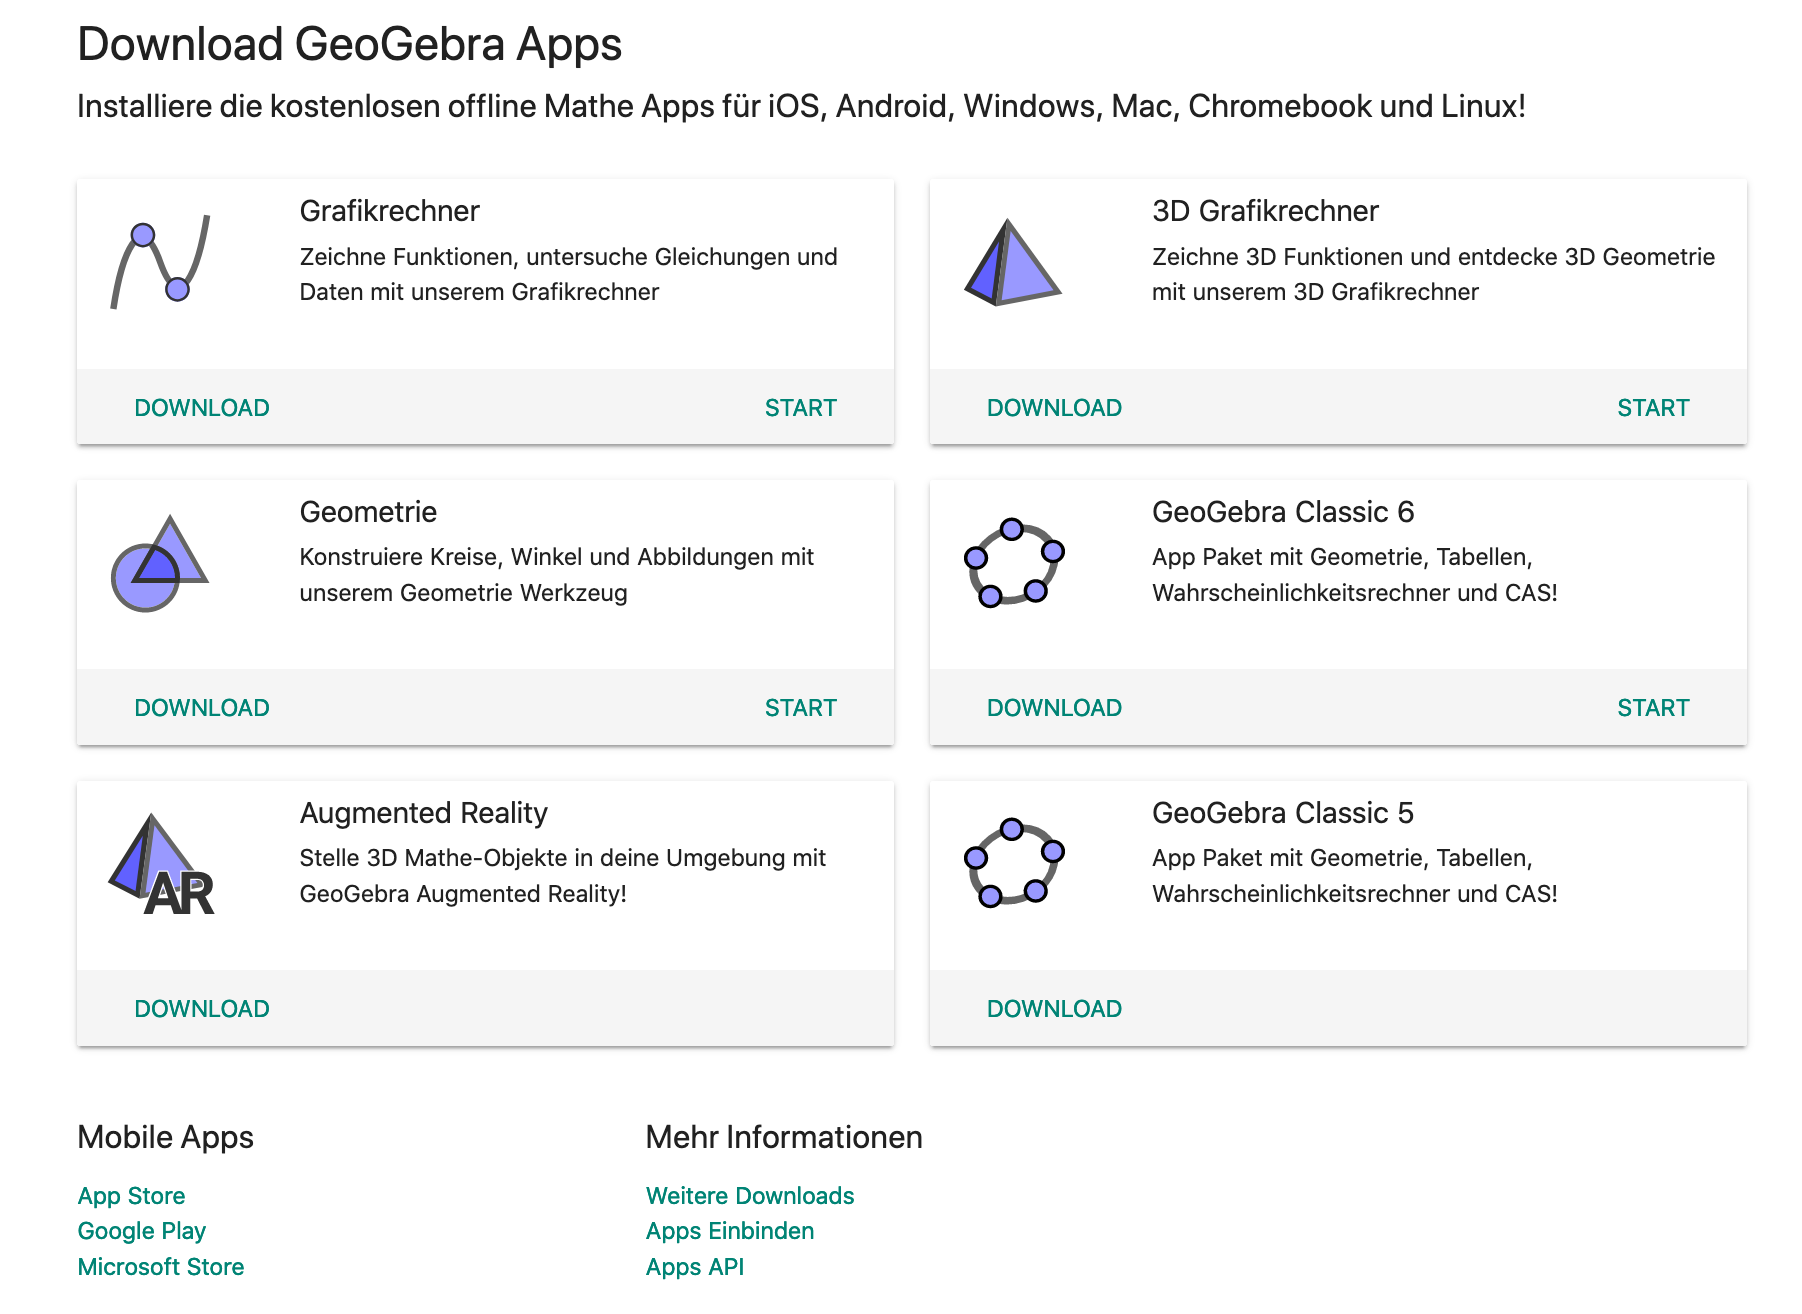 Download GeoGebra Apps
Installiere die kostenlosen offline Mathe Apps für iOS, Android, Windows, Mac, Chromebook und Linux!
Grafikrechner
Zeichne Funktionen, untersuche Gleichungen und
Daten mit unserem Grafikrechner
DOWNLOAD
START
3D Grafikrechner
Zeichne 3D Funktionen und entdecke 3D Geometrie
mit unserem 3D Grafikrechner
DOWNLOAD
START
Geometrie
Konstruiere Kreise, Winkel und Abbildungen mit
unserem Geometrie Werkzeug
DOWNLOAD
START
GeoGebra Classic 6
App Paket mit Geometrie, Tabellen,
Wahrscheinlichkeitsrechner und CAS!
DOWNLOAD
START
AR
Augmented Reality
Stelle 3D Mathe-Objekte in deine Umgebung mit
GeoGebra Augmented Reality!
DOWNLOAD
GeoGebra Classic 5
App Paket mit Geometrie, Tabellen,
Wahrscheinlichkeitsrechner und CAS!
DOWNLOAD
Mobile Apps
App Store
Google Play
Microsoft Store
Mehr Informationen
Weitere Downloads
Apps Einbinden
Apps API